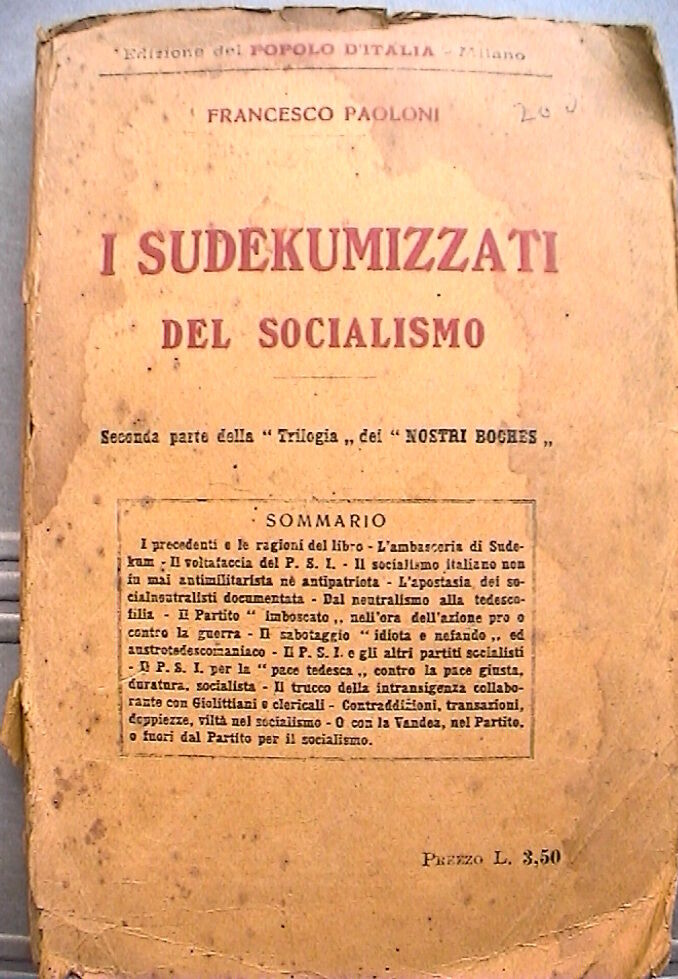 Edizione del POPOLO D'ITALIA - Milano
FRANCESCO PAOLONI
20
I SUDEKUMIZZATI
DEL SOCIALISMO
Seconda parte della “ Trilogia „ dei “ NOSTRI BOCHES „
SOMMARIO
I precedenti e le ragioni del libro - L'ambasceria di Sude-
kum - Il voltafaccia del P. S. I. - Il socialismo italiano non
fu mai antimilitarista nè antipatriota - L'apostasia dei so-
cialneutralisti documentata - Dal neutralismo alla tedesco-
filia - Il Partito “ imboscato „ nell'ora dell'azione pro o
contro la guerra - Il sabotaggio “ idiota e nefando „ ed
austrotedescomaniaco - Il P. S. I. e gli altri partiti socialisti
- Il P. S. I. per la “ pace tedesca „ contro la pace giusta,
duratura, socialista - Il trucco della intransigenza collabo-
rante con Giolittiani e clericali - Contraddizioni, transazioni,
doppiezze, viltà nel socialismo - O con la Vandea, nel Partito,
o fuori dal Partito per il socialismo.
PREZZO L. 3,50